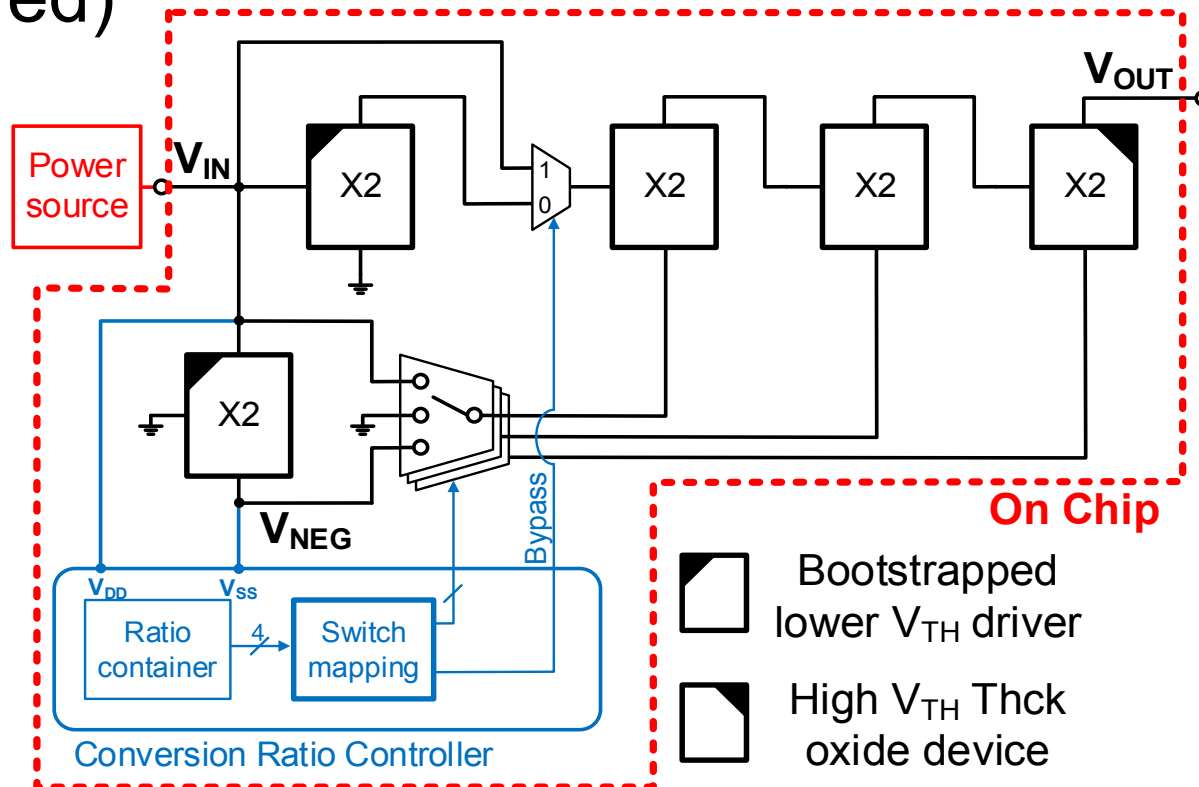 ed)
Power
source
VIN
X2
1
0
X2
X2
X2
VOUT
X2
VNEG
Bypass
On Chip
VDD
VSS
Ratio
container
4
Switch
mapping
Conversion Ratio Controller
Bootstrapped
lower VTH driver
High VTH Thck
oxide device